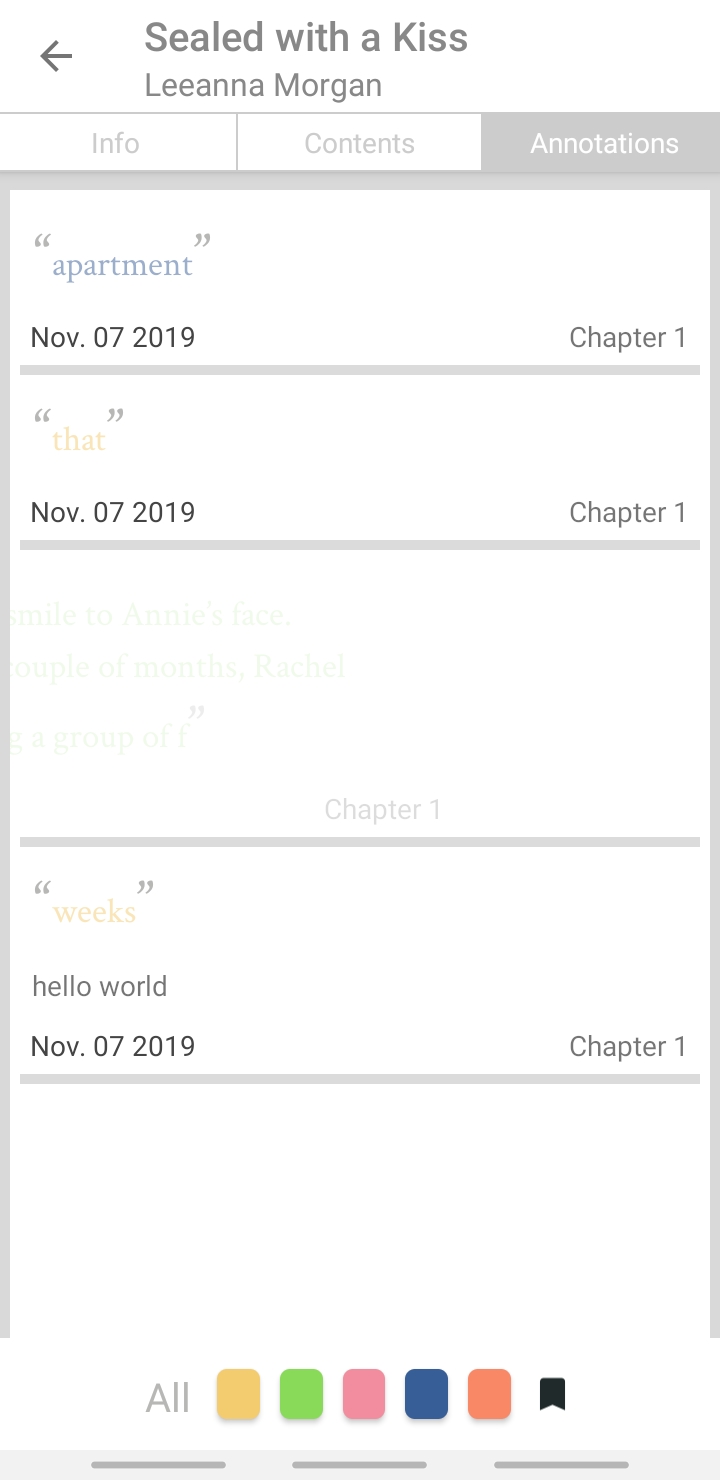 Sealed with a Kiss
Leeanna Morgan
Info
Contents
Annotations
“apartment”
Nov. 07 2019
Chapter 1
“that”
Nov. 07 2019
Chapter 1
smile to Annie’s face.
couple of months, Rachel
g a group of f”
Chapter 1
“weeks”
hello world
Nov. 07 2019
Chapter 1
All